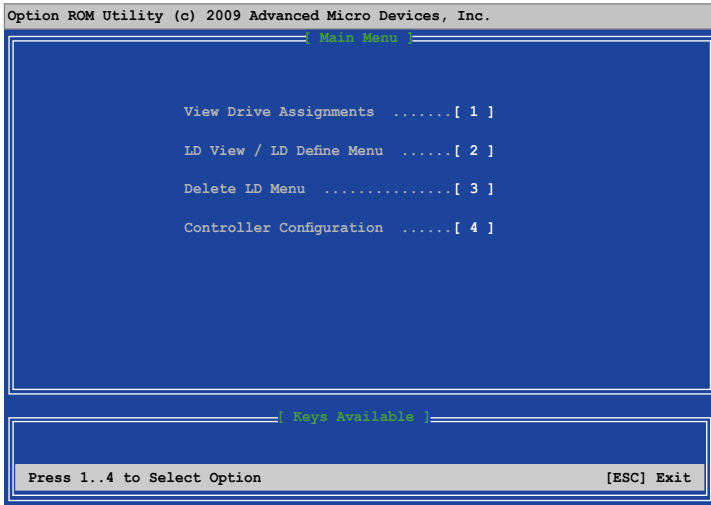 Option ROM Utility (c) 2009 Advanced Micro Devices, Inc.
[ Main Menu ]
View Drive Assignments .......[ 1 ]
LD View / LD Define Menu ......[ 2 ]
Delete LD Menu ...............[ 3 ]
Controller Configuration ......[ 4 ]
[ Keys Available ]
Press 1..4 to Select Option [ESC] Exit